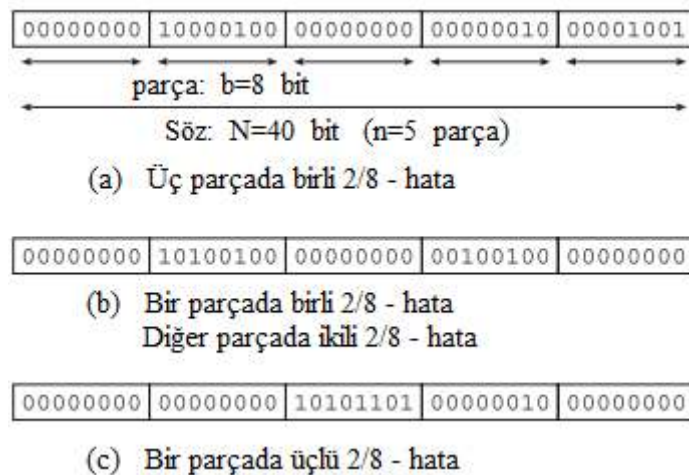 00000000 10000100 00000000 00000010 00001001
parça: b=8 bit
Söz: N=40 bit (n=5 parça)
(a) Üç parçada birli 2/8 - hata
00000000 10100100 00000000 00100100 00000000
(b) Bir parçada birli 2/8 - hata
Diğer parçada ikili 2/8 - hata
00000000 00000000 10101101 00000010 00000000
(c) Bir parçada üçlü 2/8 - hata